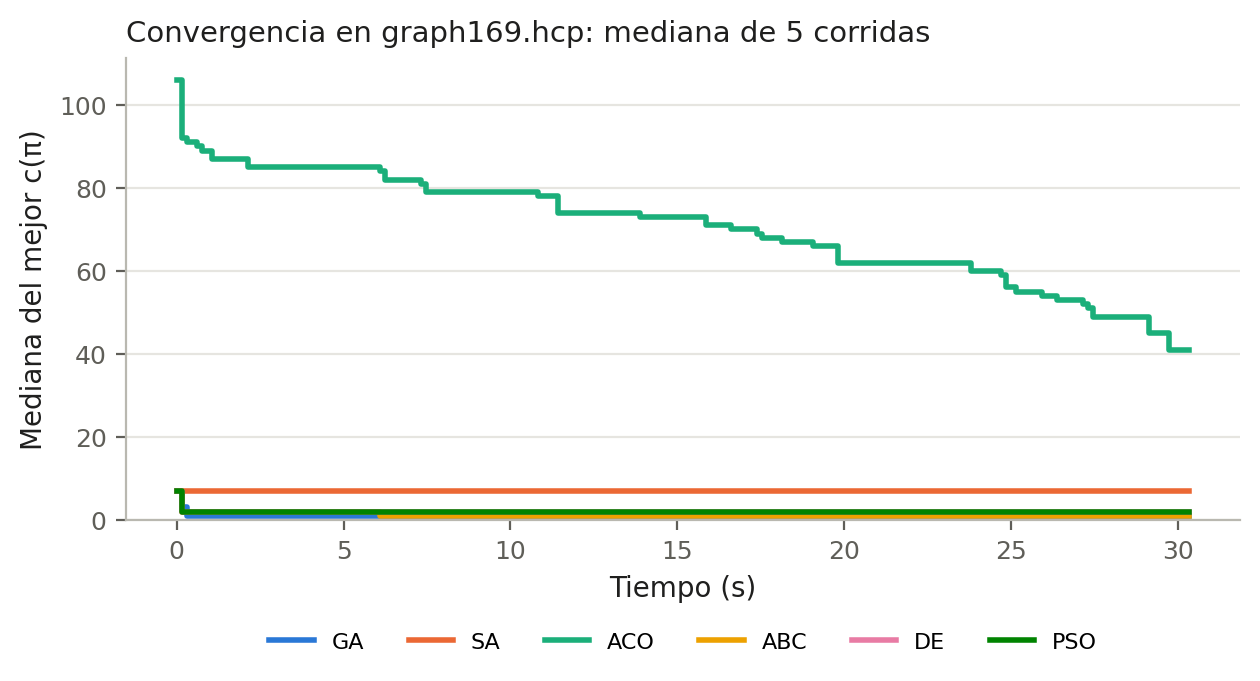 Convergencia en graph169.hcp: mediana de 5 corridas
Mediana del mejor c(π)
100
80
60
40
20
0
0 5 10 15 20 25 30
Tiempo (s)
GA SA ACO ABC DE PSO